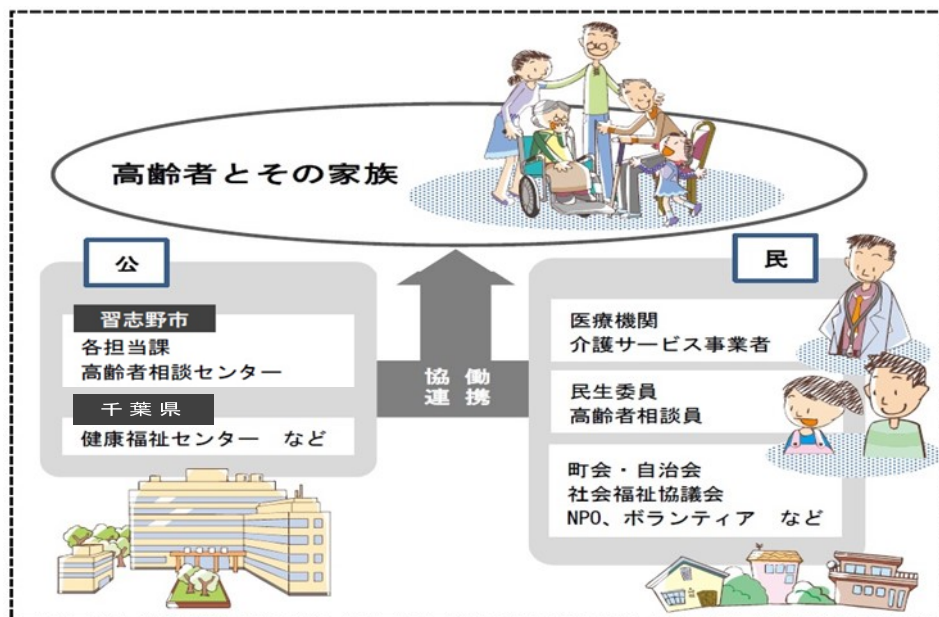 高齢者とその家族
公
習志野市
各担当課
高齢者相談センター
千葉県
健康福祉センター　など
協働
連携
民
医療機関
介護サービス事業者
民生委員
高齢者相談員
町会・自治会
社会福祉協議会
NPO、ボランティア　など